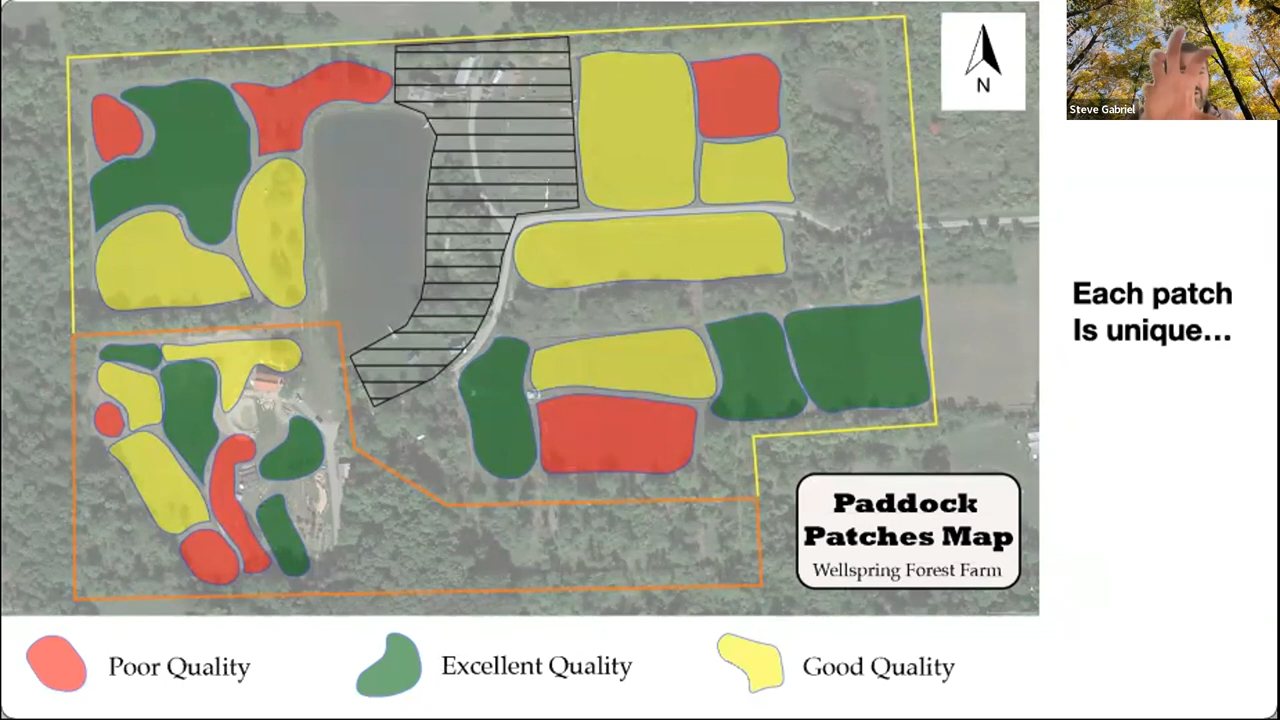 N
Steve Gabriel
Each patch
Is unique...
Paddock
Patches Map
Wellspring Forest Farm
Poor Quality
Excellent Quality
Good Quality